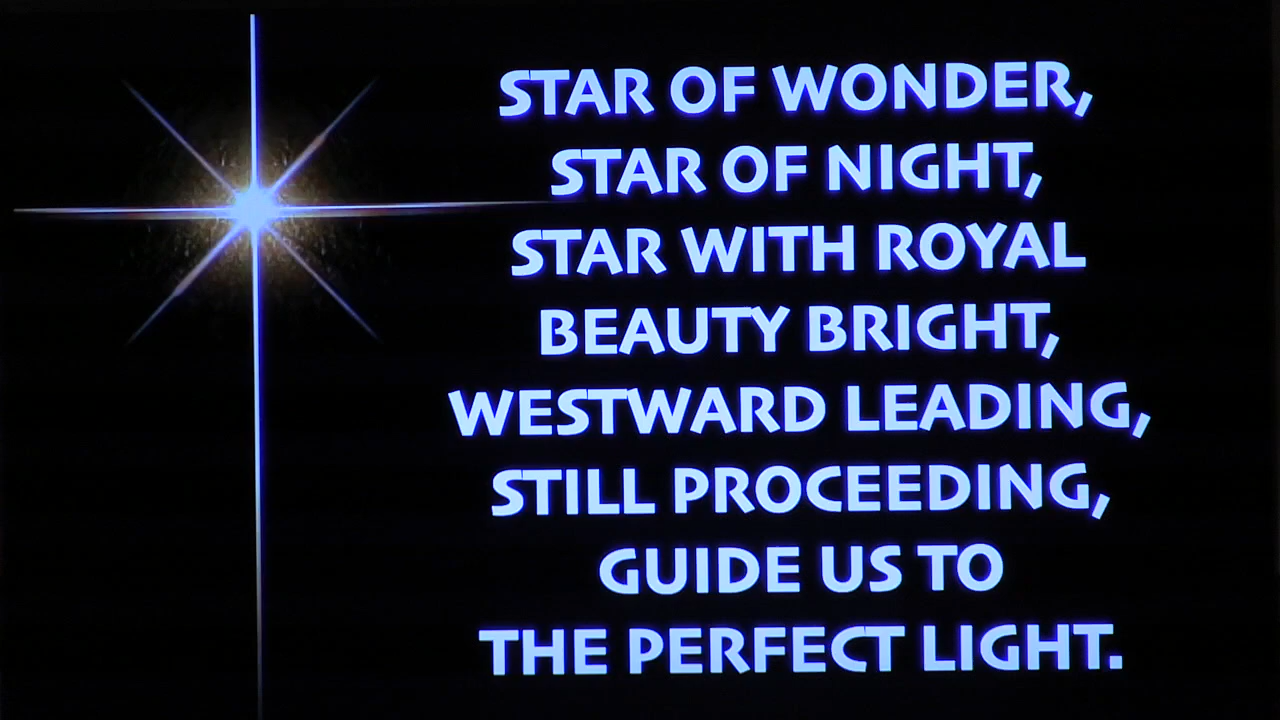 STAR OF WONDER,
STAR OF NIGHT,
STAR WITH ROYAL
BEAUTY BRIGHT,
WESTWARD LEADING,
STILL PROCEEDING,
GUIDE US TO
THE PERFECT LIGHT.